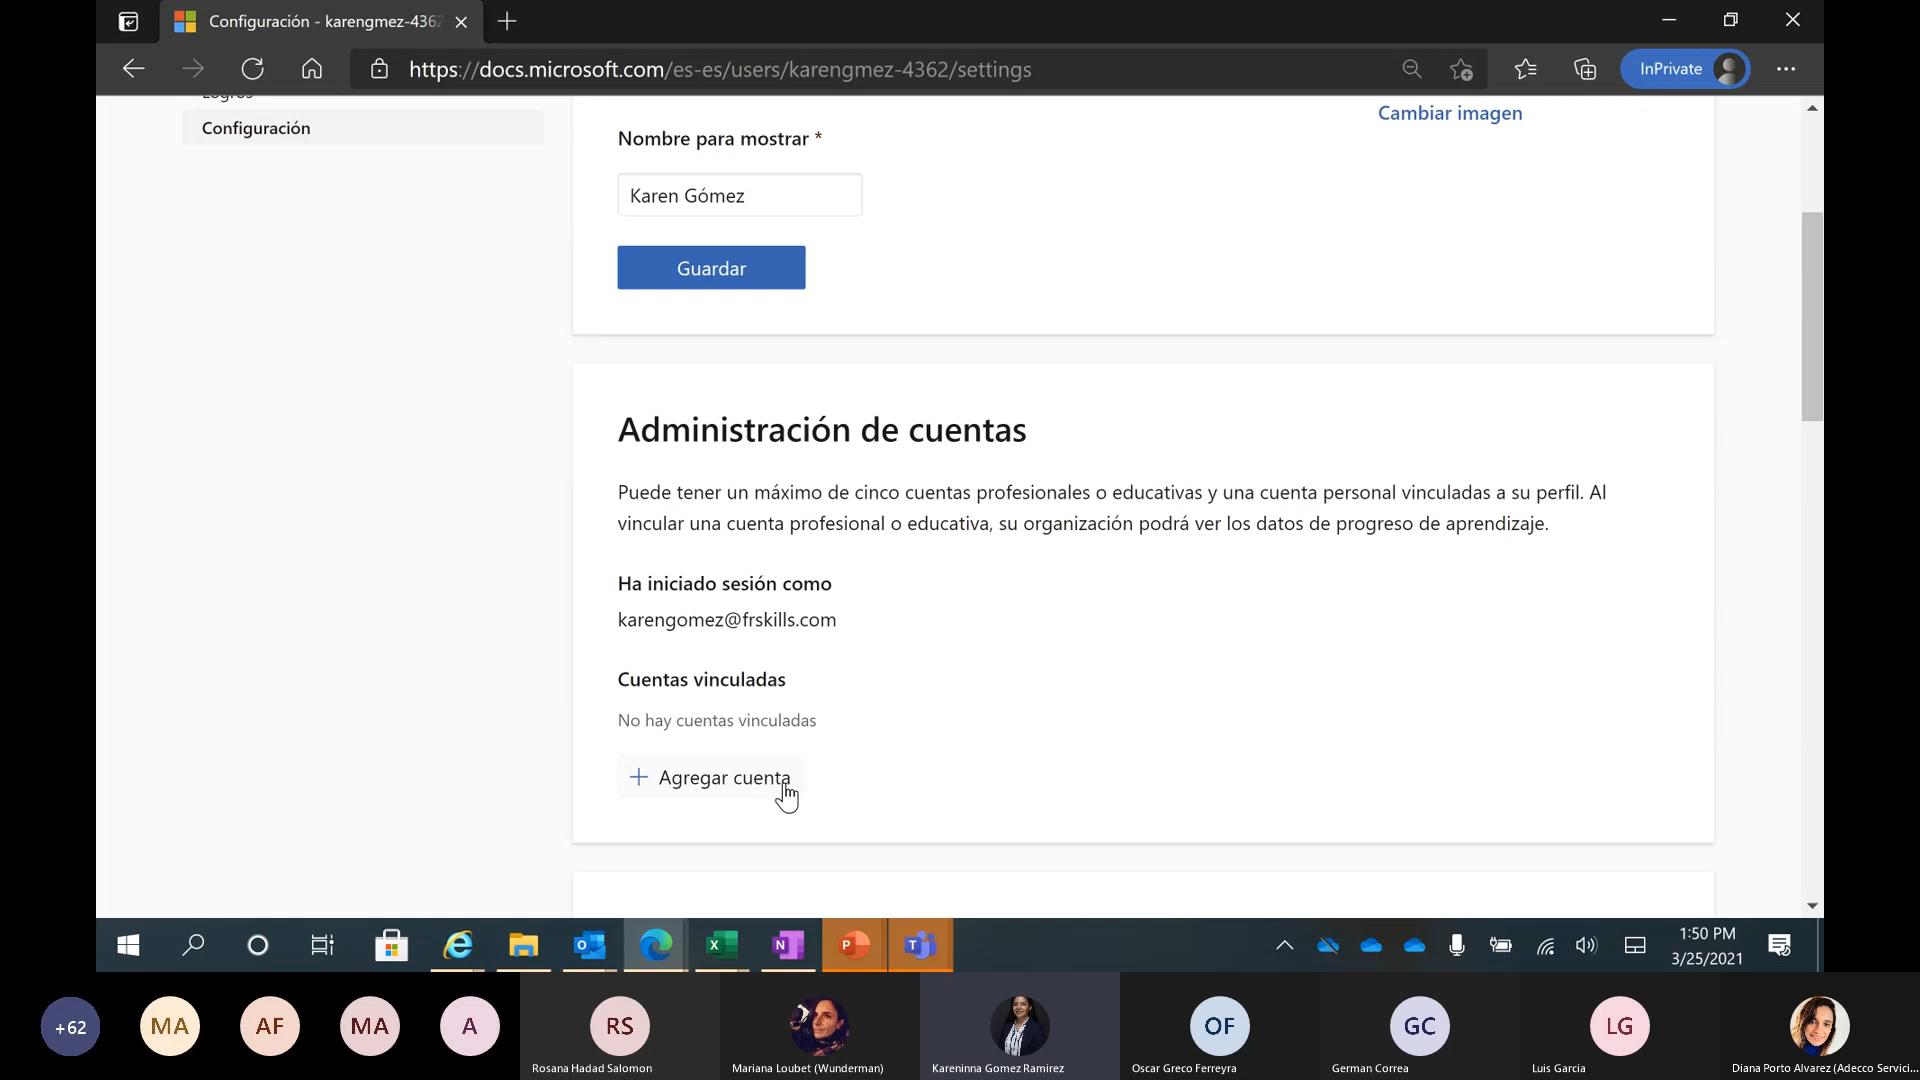 Configuración - karengmez-4362
https://docs.microsoft.com/es-es/users/karengmez-4362/settings
InPrivate
Logros
Configuración
Cambiar imagen
Nombre para mostrar *
Karen Gómez
Guardar
Administración de cuentas
Puede tener un máximo de cinco cuentas profesionales o educativas y una cuenta personal vinculadas a su perfil. Al
vincular una cuenta profesional o educativa, su organización podrá ver los datos de progreso de aprendizaje.
Ha iniciado sesión como
karengomez@frskills.com
Cuentas vinculadas
No hay cuentas vinculadas
+ Agregar cuenta
1:50 PM
3/25/2021
+62
MA
AF
MA
A
RS
OF
GC
LG
Rosana Hadad Salomon
Mariana Loubet (Wunderman)
Kareninna Gomez Ramirez
Oscar Greco Ferreyra
German Correa
Luis Garcia
Diana Porto Alvarez (Adecco Servici...